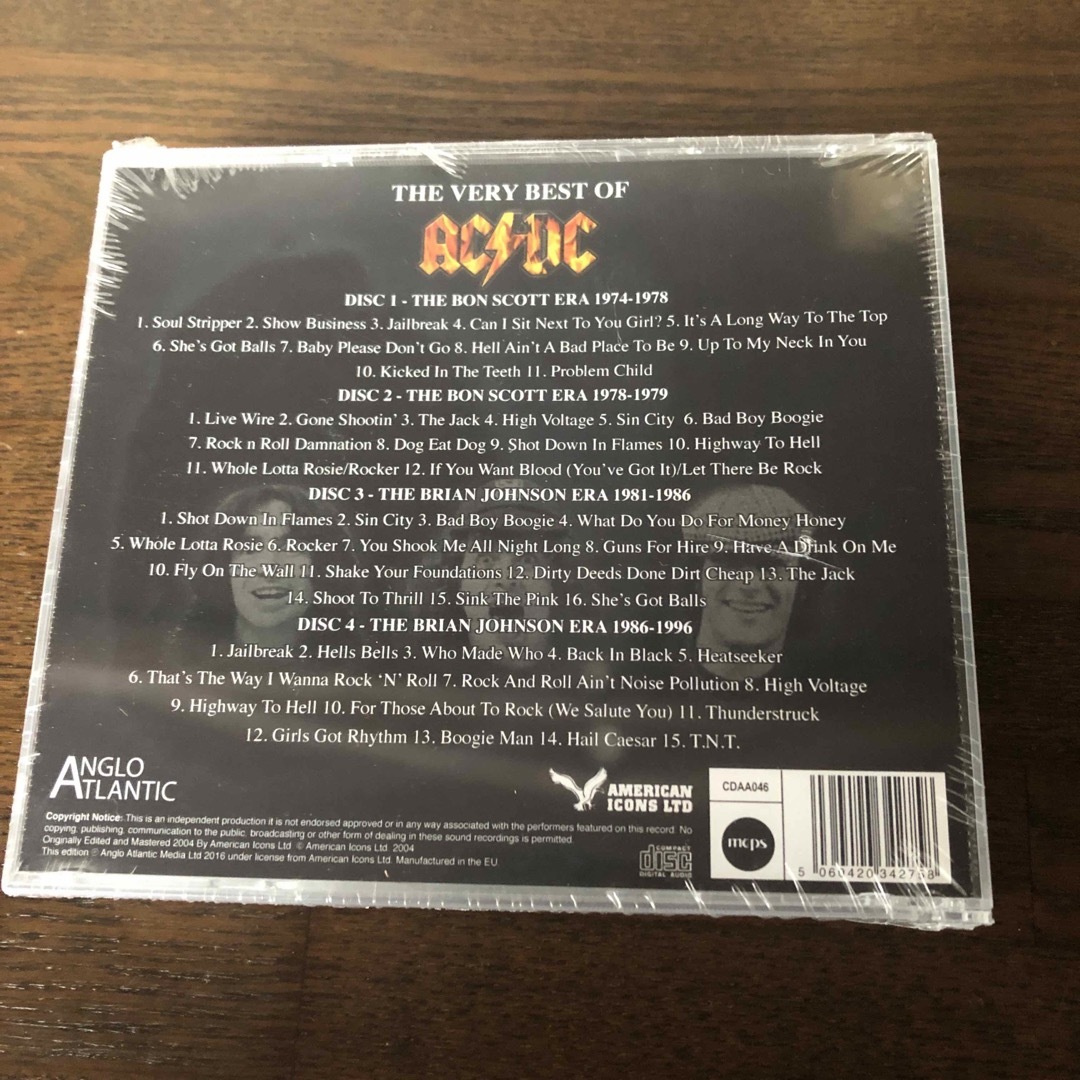 THE VERY BEST OF
AC/DC
DISC 1 - THE BON SCOTT ERA 1974-1978
1. Soul Stripper 2. Show Business 3. Jailbreak 4. Can I Sit Next To You Girl? 5. It's A Long Way To The Top
6. She's Got Balls 7. Baby Please Don't Go 8. Hell Ain't A Bad Place To Be 9. Up To My Neck In You
10. Kicked In The Teeth 11. Problem Child
DISC 2 - THE BON SCOTT ERA 1978-1979
1. Live Wire 2. Gone Shootin' 3. The Jack 4. High Voltage 5. Sin City 6. Bad Boy Boogie
7. Rock n Roll Damnation 8. Dog Eat Dog 9. Shot Down In Flames 10. Highway To Hell
11. Whole Lotta Rosie/Rocker 12. If You Want Blood (You've Got It)/Let There Be Rock
DISC 3 - THE BRIAN JOHNSON ERA 1981-1986
1. Shot Down In Flames 2. Sin City 3. Bad Boy Boogie 4. What Do You Do For Money Honey
5. Whole Lotta Rosie 6. Rocker 7. You Shook Me All Night Long 8. Guns For Hire 9. Have A Drink On Me
10. Fly On The Wall 11. Shake Your Foundations 12. Dirty Deeds Done Dirt Cheap 13. The Jack
14. Shoot To Thrill 15. Sink The Pink 16. She's Got Balls
DISC 4 - THE BRIAN JOHNSON ERA 1986-1996
1. Jailbreak 2. Hells Bells 3. Who Made Who 4. Back In Black 5. Heatseeker
6. That's The Way I Wanna Rock 'N' Roll 7. Rock And Roll Ain't Noise Pollution 8. High Voltage
9. Highway To Hell 10. For Those About To Rock (We Salute You) 11. Thunderstruck
12. Girls Got Rhythm 13. Boogie Man 14. Hail Caesar 15. T.N.T.
ANGLO
ATLANTIC
AMERICAN
ICONS LTD
CDAA046
mcps
Copyright Notice: This is an independent production it is not endorsed approved or in any way associated with the performers featured on this record. No
copying, publishing, communication to the public, broadcasting or other form of dealing in these sound recordings is permitted.
Originally Edited and Mastered 2004 By American Icons Ltd. © American Icons Ltd. 2004
This edition ℗ Anglo Atlantic Media Ltd 2016 under license from American Icons Ltd. Manufactured in the EU.
COMPACT
disc
DIGITAL AUDIO
5 060420 342758